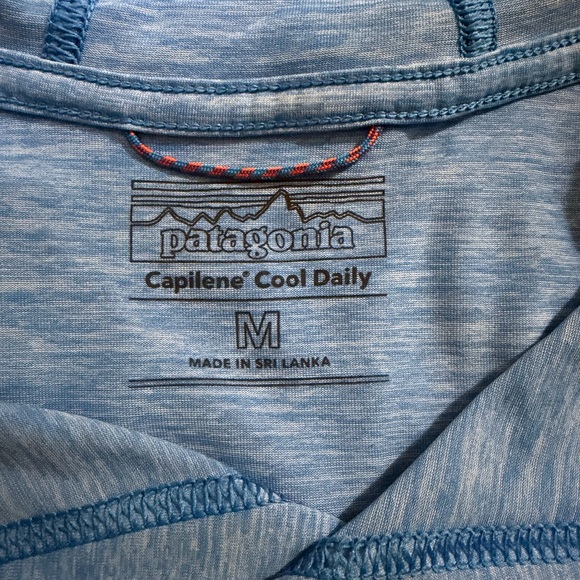 patagonia
Capilene® Cool Daily
M
MADE IN SRI LANKA